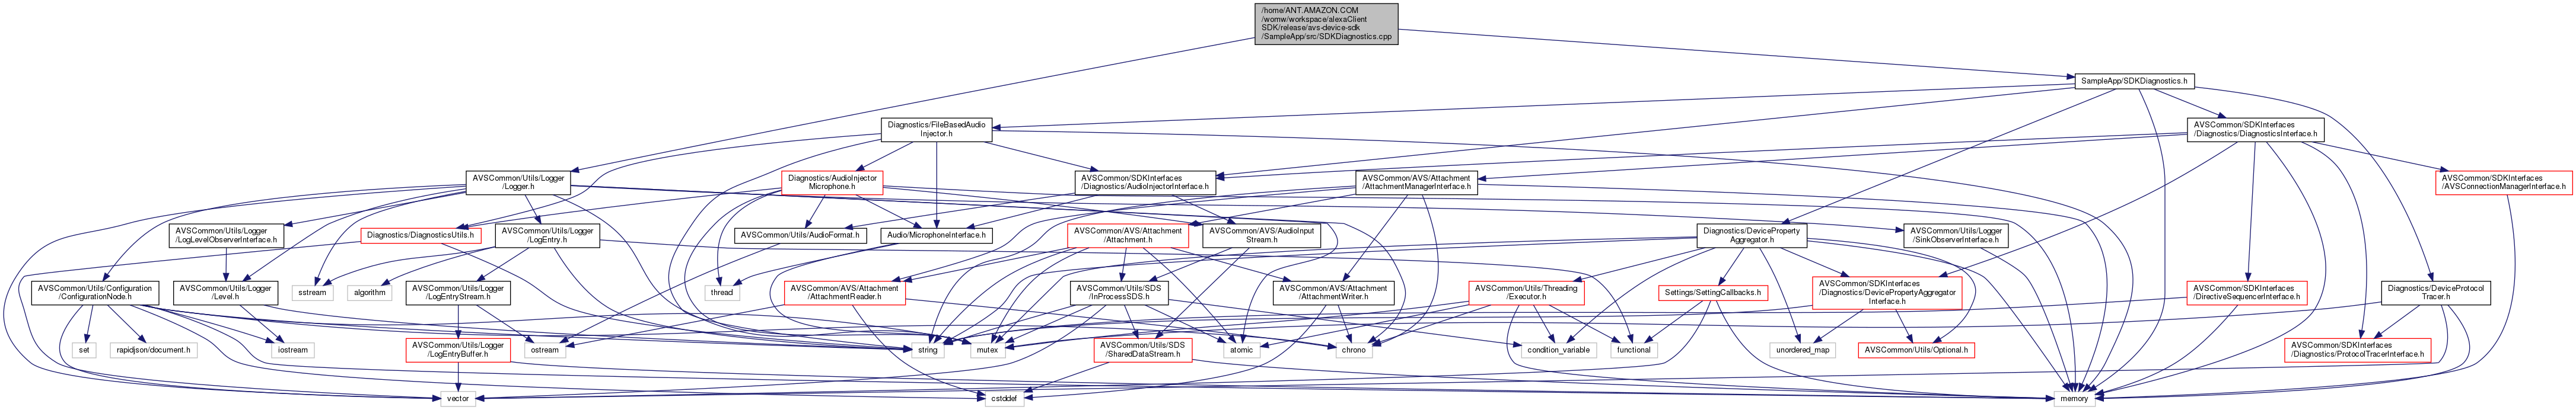 /home/ANT.AMAZON.COM
/womw/workspace/alexaClient
SDK/release/avs-device-sdk
/SampleApp/src/SDKDiagnostics.cpp
SampleApp/SDKDiagnostics.h
Diagnostics/FileBasedAudio
Injector.h
AVSCommon/SDKInterfaces
/Diagnostics/DiagnosticsInterface.h
AVSCommon/Utils/Logger
/Logger.h
Diagnostics/AudioInjector
Microphone.h
AVSCommon/SDKInterfaces
/Diagnostics/AudioInjectorInterface.h
AVSCommon/AVS/Attachment
/AttachmentManagerInterface.h
AVSCommon/SDKInterfaces
/AVSConnectionManagerInterface.h
AVSCommon/Utils/Logger
/LogLevelObserverInterface.h
Diagnostics/DiagnosticsUtils.h
AVSCommon/Utils/Logger
/LogEntry.h
AVSCommon/Utils/AudioFormat.h
Audio/MicrophoneInterface.h
AVSCommon/AVS/Attachment
/Attachment.h
AVSCommon/AVS/AudioInput
Stream.h
Diagnostics/DeviceProperty
Aggregator.h
AVSCommon/Utils/Logger
/SinkObserverInterface.h
AVSCommon/Utils/Configuration
/ConfigurationNode.h
AVSCommon/Utils/Logger
/Level.h
sstream
algorithm
AVSCommon/Utils/Logger
/LogEntryStream.h
thread
AVSCommon/AVS/Attachment
/AttachmentReader.h
AVSCommon/Utils/SDS
/InProcessSDS.h
AVSCommon/AVS/Attachment
/AttachmentWriter.h
AVSCommon/Utils/Threading
/Executor.h
Settings/SettingCallbacks.h
AVSCommon/SDKInterfaces
/Diagnostics/DevicePropertyAggregator
Interface.h
AVSCommon/SDKInterfaces
/DirectiveSequencerInterface.h
Diagnostics/DeviceProtocol
Tracer.h
set
rapidjson/document.h
iostream
AVSCommon/Utils/Logger
/LogEntryBuffer.h
ostream
string
mutex
AVSCommon/Utils/SDS
/SharedDataStream.h
atomic
chrono
condition_variable
functional
unordered_map
AVSCommon/Utils/Optional.h
AVSCommon/SDKInterfaces
/Diagnostics/ProtocolTracerInterface.h
vector
cstddef
memory